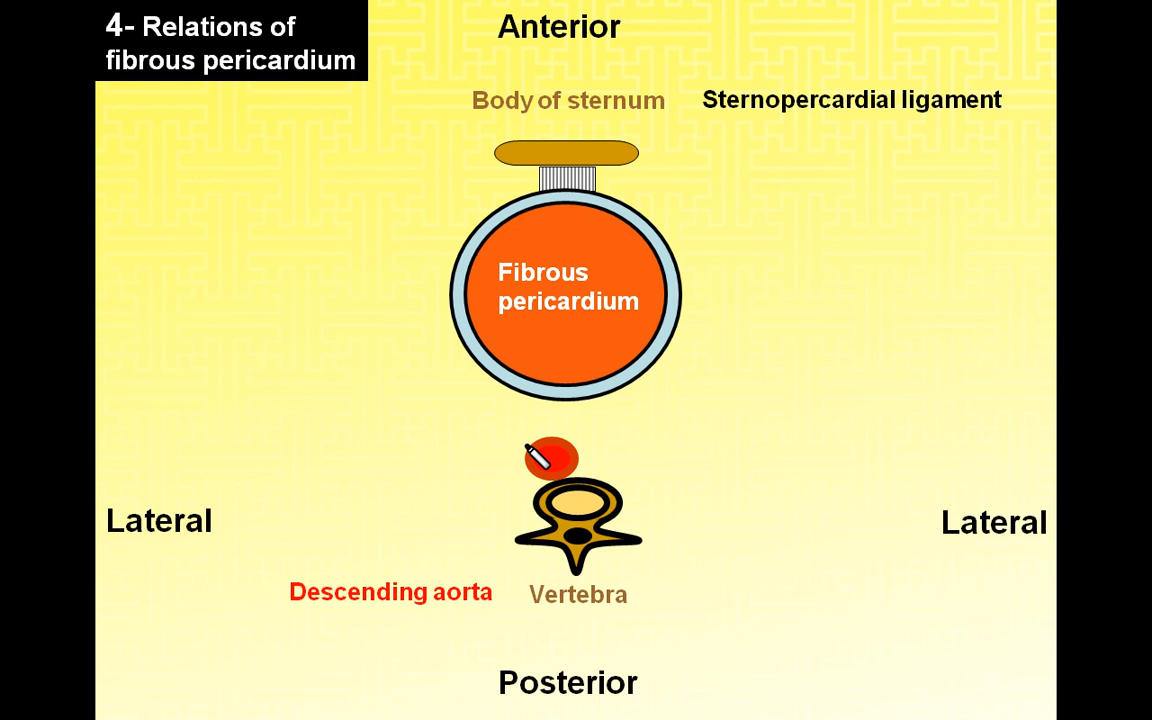 4- Relations of
fibrous pericardium
Anterior
Body of sternum
Sternopercardial ligament
Fibrous
pericardium
Lateral
Lateral
Descending aorta
Vertebra
Posterior